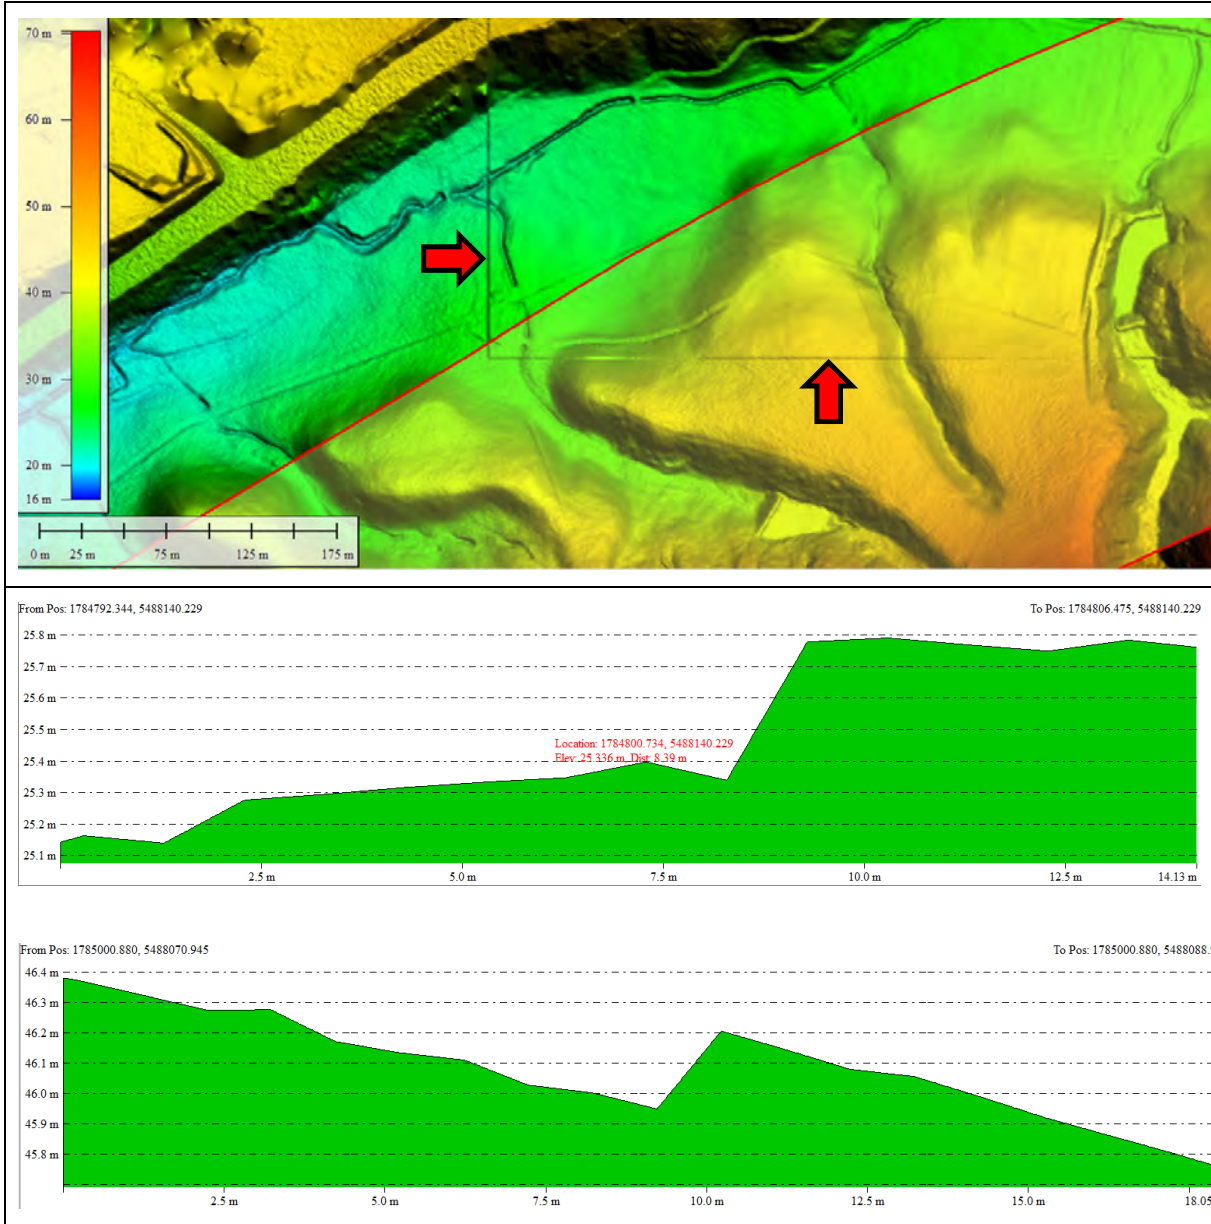 70 m
60 m
50 m
40 m
30 m
20 m
16 m
0 m 25 m 75 m 125 m 175 m
From Pos: 1784792.344, 5488140.229 To Pos: 1784806.475, 5488140.229
25.8 m
25.7 m
25.6 m
25.5 m
Location: 1784800.734, 5488140.229
Elev: 25.336 m, Dist: 8.39 m
25.4 m
25.3 m
25.2 m
25.1 m
2.5 m 5.0 m 7.5 m 10.0 m 12.5 m 14.13 m
From Pos: 1785000.880, 5488070.945 To Pos: 1785000.880, 5488088.
46.4 m
46.3 m
46.2 m
46.1 m
46.0 m
45.9 m
45.8 m
2.5 m 5.0 m 7.5 m 10.0 m 12.5 m 15.0 m 18.05